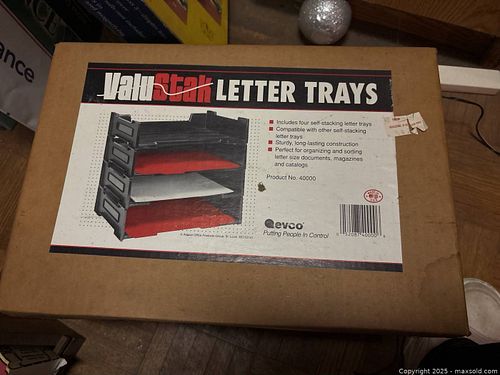 ance
ValuStak LETTER TRAYS
Includes four self-stacking letter trays
Compatible with other self-stacking
letter trays
Sturdy, long-lasting construction
Perfect for organizing and sorting
letter size documents, magazines
and catalogs
Product No. 40000
evco
Putting People In Control
Copyright 2025 - maxsold.com